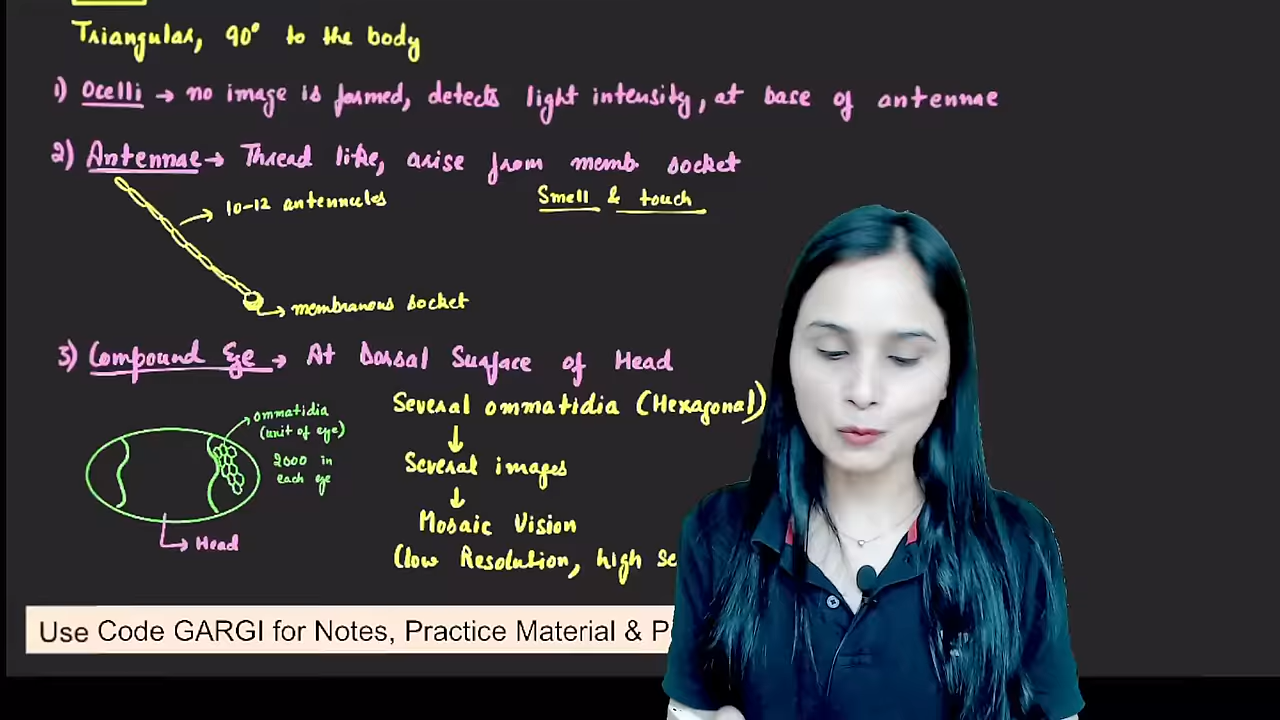 Triangular, 90° to the body
1) Ocelli → no image is formed, detects light intensity, at base of antennae
2) Antennae → Thread like, arise from memb socket
Smell & touch
10-12 antennules
membranous socket
3) Compound Eye → At Dorsal Surface of Head
Several ommatidia (Hexagonal)
↓
Several images
↓
Mosaic Vision
(low Resolution, high
ommatidia
(unit of eye)
2000 in
each eye
Head
Use Code GARGI for Notes, Practice Material &